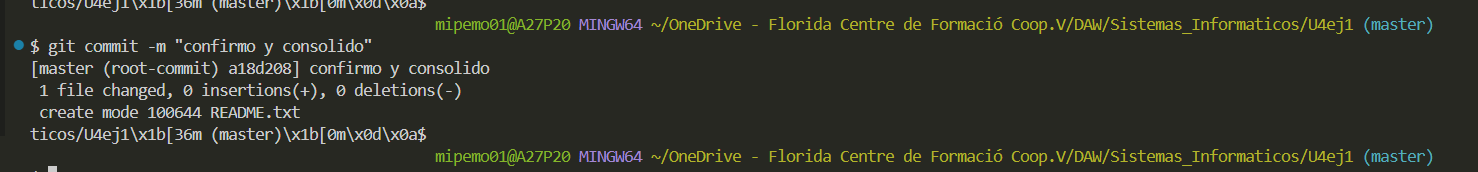 ticos/U4ej1\x1b[36m (master)\x1b[0m\x0d\x0a$
mipemo01@A27P20 MINGW64 ~/OneDrive - Florida Centre de Formació Coop.V/DAW/Sistemas_Informaticos/U4ej1 (master)
$ git commit -m "confirmo y consolido"
[master (root-commit) a18d208] confirmo y consolido
 1 file changed, 0 insertions(+), 0 deletions(-)
 create mode 100644 README.txt
ticos/U4ej1\x1b[36m (master)\x1b[0m\x0d\x0a$
mipemo01@A27P20 MINGW64 ~/OneDrive - Florida Centre de Formació Coop.V/DAW/Sistemas_Informaticos/U4ej1 (master)